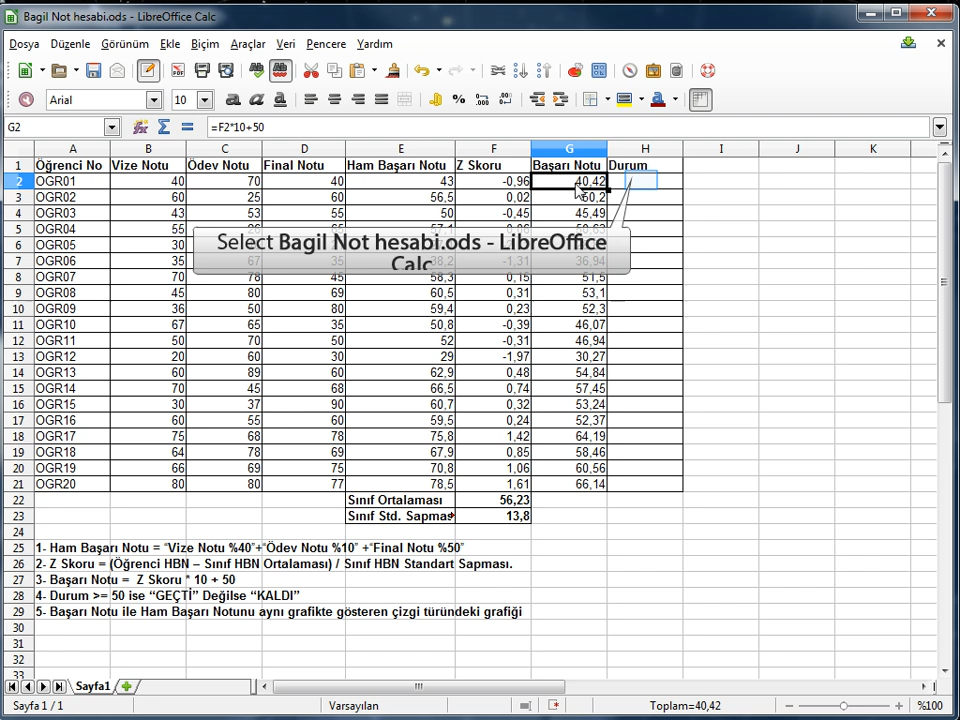 Bagil Not hesabi.ods - LibreOffice Calc
Dosya Düzenle Görünüm Ekle Biçim Araçlar Veri Pencere Yardım
Arial 10
G2 =F2*10+50
A B C D E F G H I J K
1 Öğrenci No Vize Notu Ödev Notu Final Notu Ham Başarı Notu Z Skoru Başarı Notu Durum
2 OGR01 40 70 40 43 -0,96 40,42
3 OGR02 60 25 60 56,5 0,02 50,2
4 OGR03 43 53 55 50 -0,45 45,49
5 OGR04 55
6 OGR05 30
Select Bagil Not hesabi.ods - LibreOffice Calc
7 OGR06 35 67 35 38,2 -1,31 36,94
8 OGR07 70 78 45 58,3 0,15 51,5
9 OGR08 45 80 69 60,5 0,31 53,1
10 OGR09 36 50 80 59,4 0,23 52,3
11 OGR10 67 65 35 50,8 -0,39 46,07
12 OGR11 50 70 50 52 -0,31 46,94
13 OGR12 20 60 30 29 -1,97 30,27
14 OGR13 60 89 60 62,9 0,48 54,84
15 OGR14 70 45 68 66,5 0,74 57,45
16 OGR15 30 37 90 60,7 0,32 53,24
17 OGR16 60 55 60 59,5 0,24 52,37
18 OGR17 75 68 78 75,8 1,42 64,19
19 OGR18 64 78 69 67,9 0,85 58,46
20 OGR19 66 69 75 70,8 1,06 60,56
21 OGR20 80 80 77 78,5 1,61 66,14
22 Sınıf Ortalaması 56,23
23 Sınıf Std. Sapmas 13,8
24
25 1- Ham Başarı Notu = “Vize Notu %40”+“Ödev Notu %10” +“Final Notu %50”
26 2- Z Skoru = (Öğrenci HBN – Sınıf HBN Ortalaması) / Sınıf HBN Standart Sapması.
27 3- Başarı Notu = Z Skoru * 10 + 50
28 4- Durum >= 50 ise “GEÇTİ” Değilse “KALDI”
29 5- Başarı Notu ile Ham Başarı Notunu aynı grafikte gösteren çizgi türündeki grafiği
30
31
32
33
Sayfa1
Sayfa 1 / 1 Varsayılan Toplam=40,42 %100